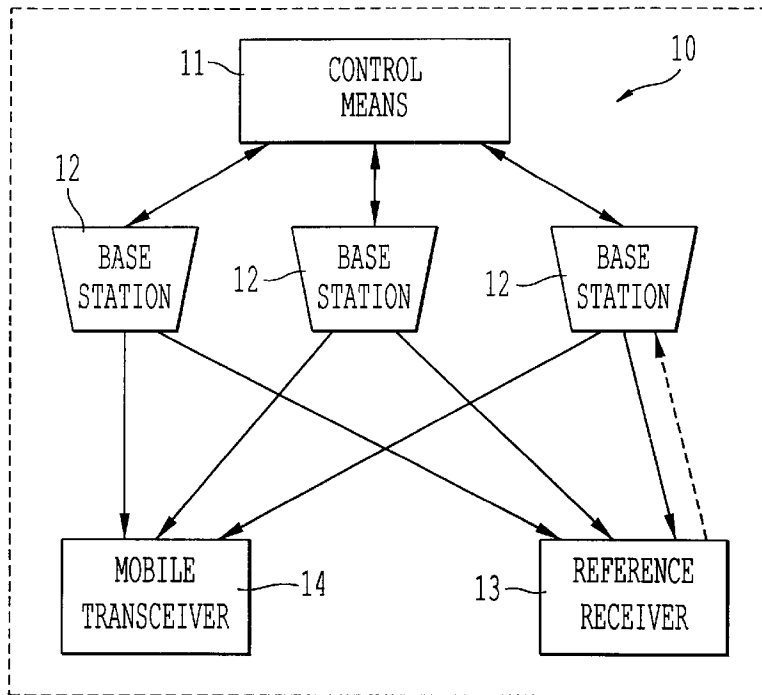 11
CONTROL
MEANS
10
12
BASE
STATION
12
BASE
STATION
12
BASE
STATION
MOBILE
TRANSCEIVER
14
13
REFERENCE
RECEIVER